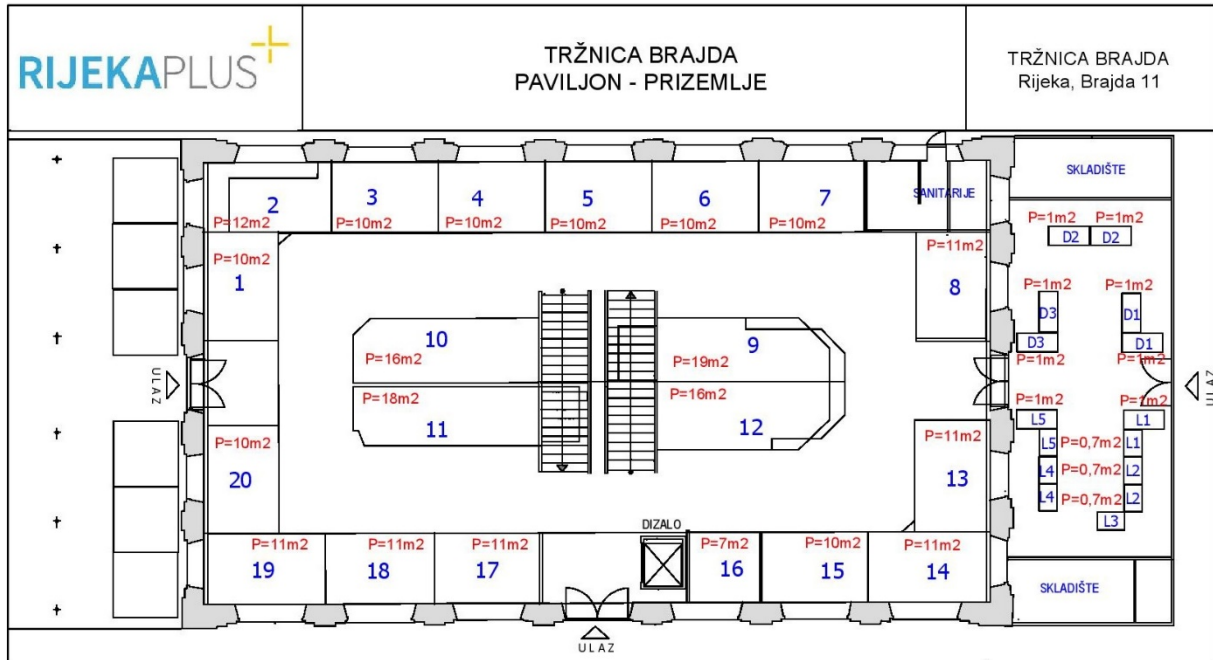 RIJEKAPLUS
TRŽNICA BRAJDA
PAVILJON - PRIZEMLJE
TRŽNICA BRAJDA
Rijeka, Brajda 11
2
P=12m2
3
P=10m2
4
P=10m2
5
P=10m2
6
P=10m2
7
P=10m2
SANITARIJE
SKLADIŠTE
P=10m2
1
P=11m2
8
P=1m2 P=1m2
D2 D2
P=1m2 P=1m2
D3 D1
D3 D1
P=1m2 P=1m2
10
P=16m2
9
P=19m2
ULAZ
ULAZ
P=18m2
11
P=16m2
12
P=1m2 P=1m2
L5 L1
L5 P=0,7m2 L1
L4 P=0,7m2 L2
L4 P=0,7m2 L2
L3
P=10m2
20
P=11m2
13
DIZALO
P=11m2
19
P=11m2
18
P=11m2
17
P=7m2
16
P=10m2
15
P=11m2
14
SKLADIŠTE
ULAZ